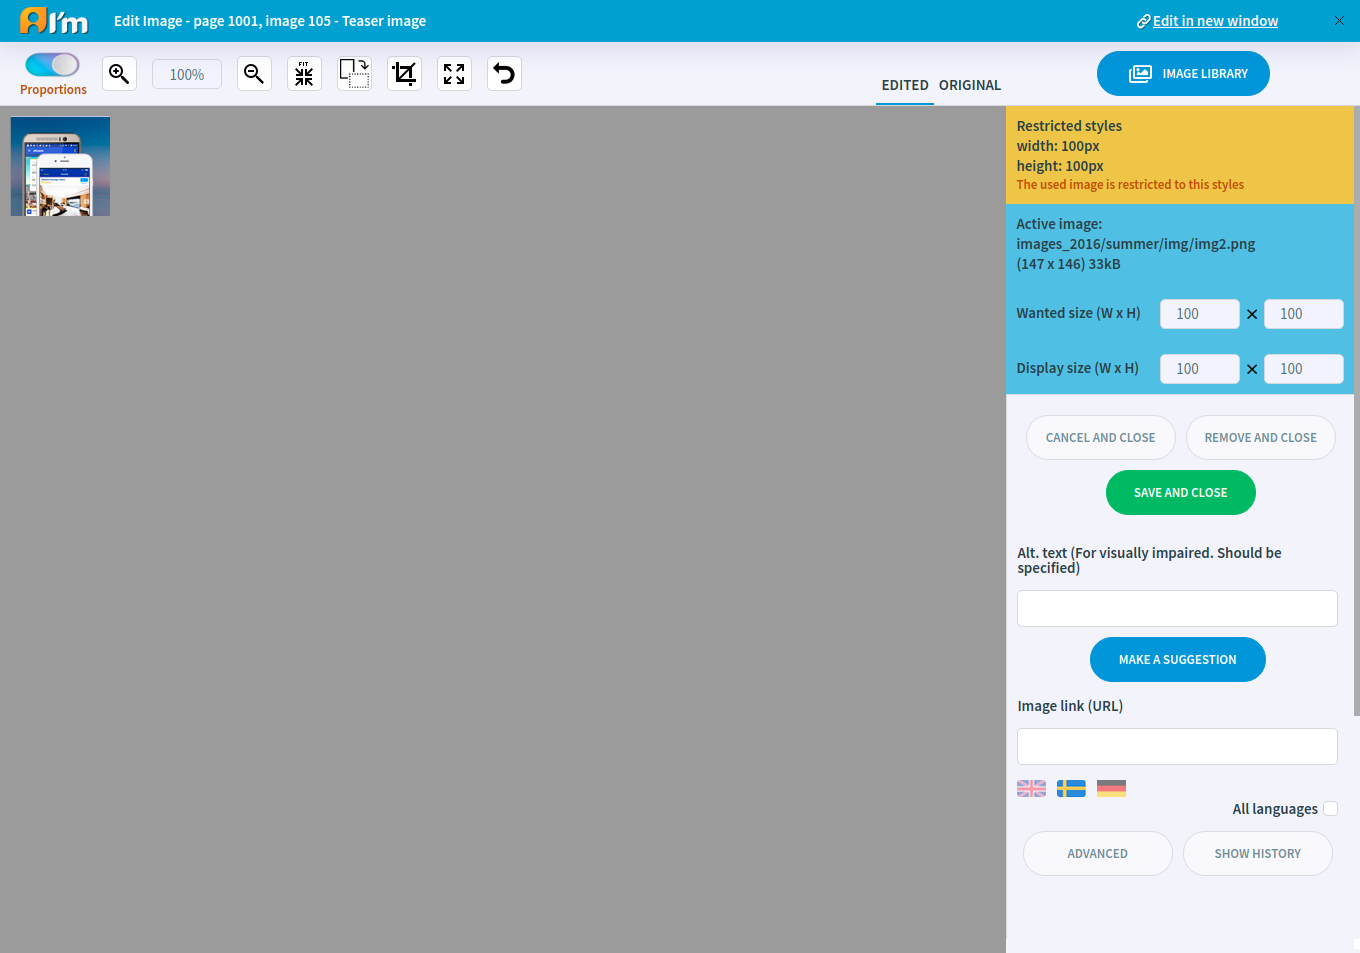 AI'm
Edit Image - page 1001, image 105 - Teaser image
Edit in new window
Proportions
100%
FIT
EDITED
ORIGINAL
IMAGE LIBRARY
Restricted styles
width: 100px
height: 100px
The used image is restricted to this styles
Active image:
images_2016/summer/img/img2.png
(147 x 146) 33kB
Wanted size (W x H)
100
×
100
Display size (W x H)
100
×
100
CANCEL AND CLOSE
REMOVE AND CLOSE
SAVE AND CLOSE
Alt. text (For visually impaired. Should be
specified)
MAKE A SUGGESTION
Image link (URL)
All languages
ADVANCED
SHOW HISTORY